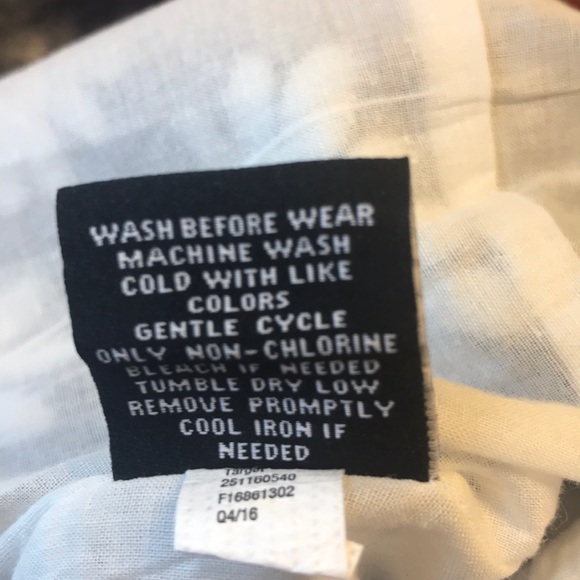 WASH BEFORE WEAR
MACHINE WASH
COLD WITH LIKE
COLORS
GENTLE CYCLE
ONLY NON-CHLORINE
BLEACH IF NEEDED
TUMBLE DRY LOW
REMOVE PROMPTLY
COOL IRON IF
NEEDED
251160540
F16861302
04/16